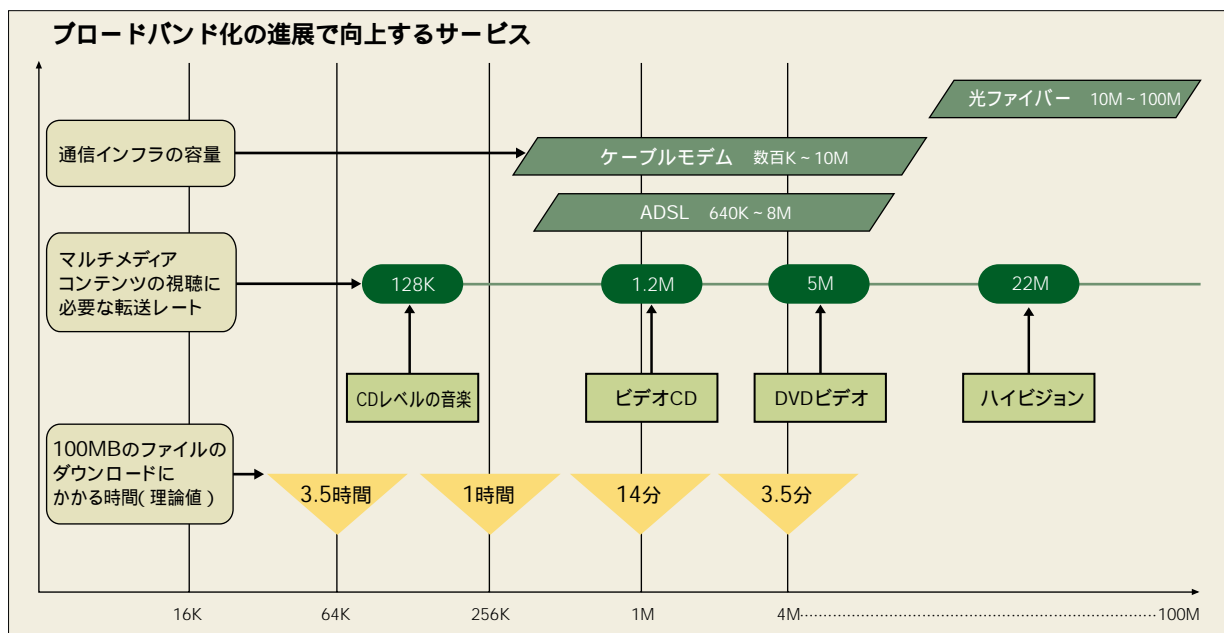 ブロードバンド化の進展で向上するサービス
光ファイバー 10M~100M
通信インフラの容量
ケーブルモデム 数百K~10M
ADSL 640K~8M
マルチメディア
コンテンツの視聴に
必要な転送レート
128K
1.2M
5M
22M
CDレベルの音楽
ビデオCD
DVDビデオ
ハイビジョン
100MBのファイルの
ダウンロードに
かかる時間(理論値)
3.5時間
1時間
14分
3.5分
16K
64K
256K
1M
4M
100M